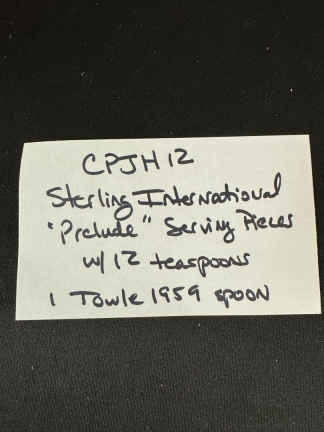 CPJH12
Sterling International
"Prelude" Serving Pieces
w/ 12 teaspoons
1 Towle 1959 spoon